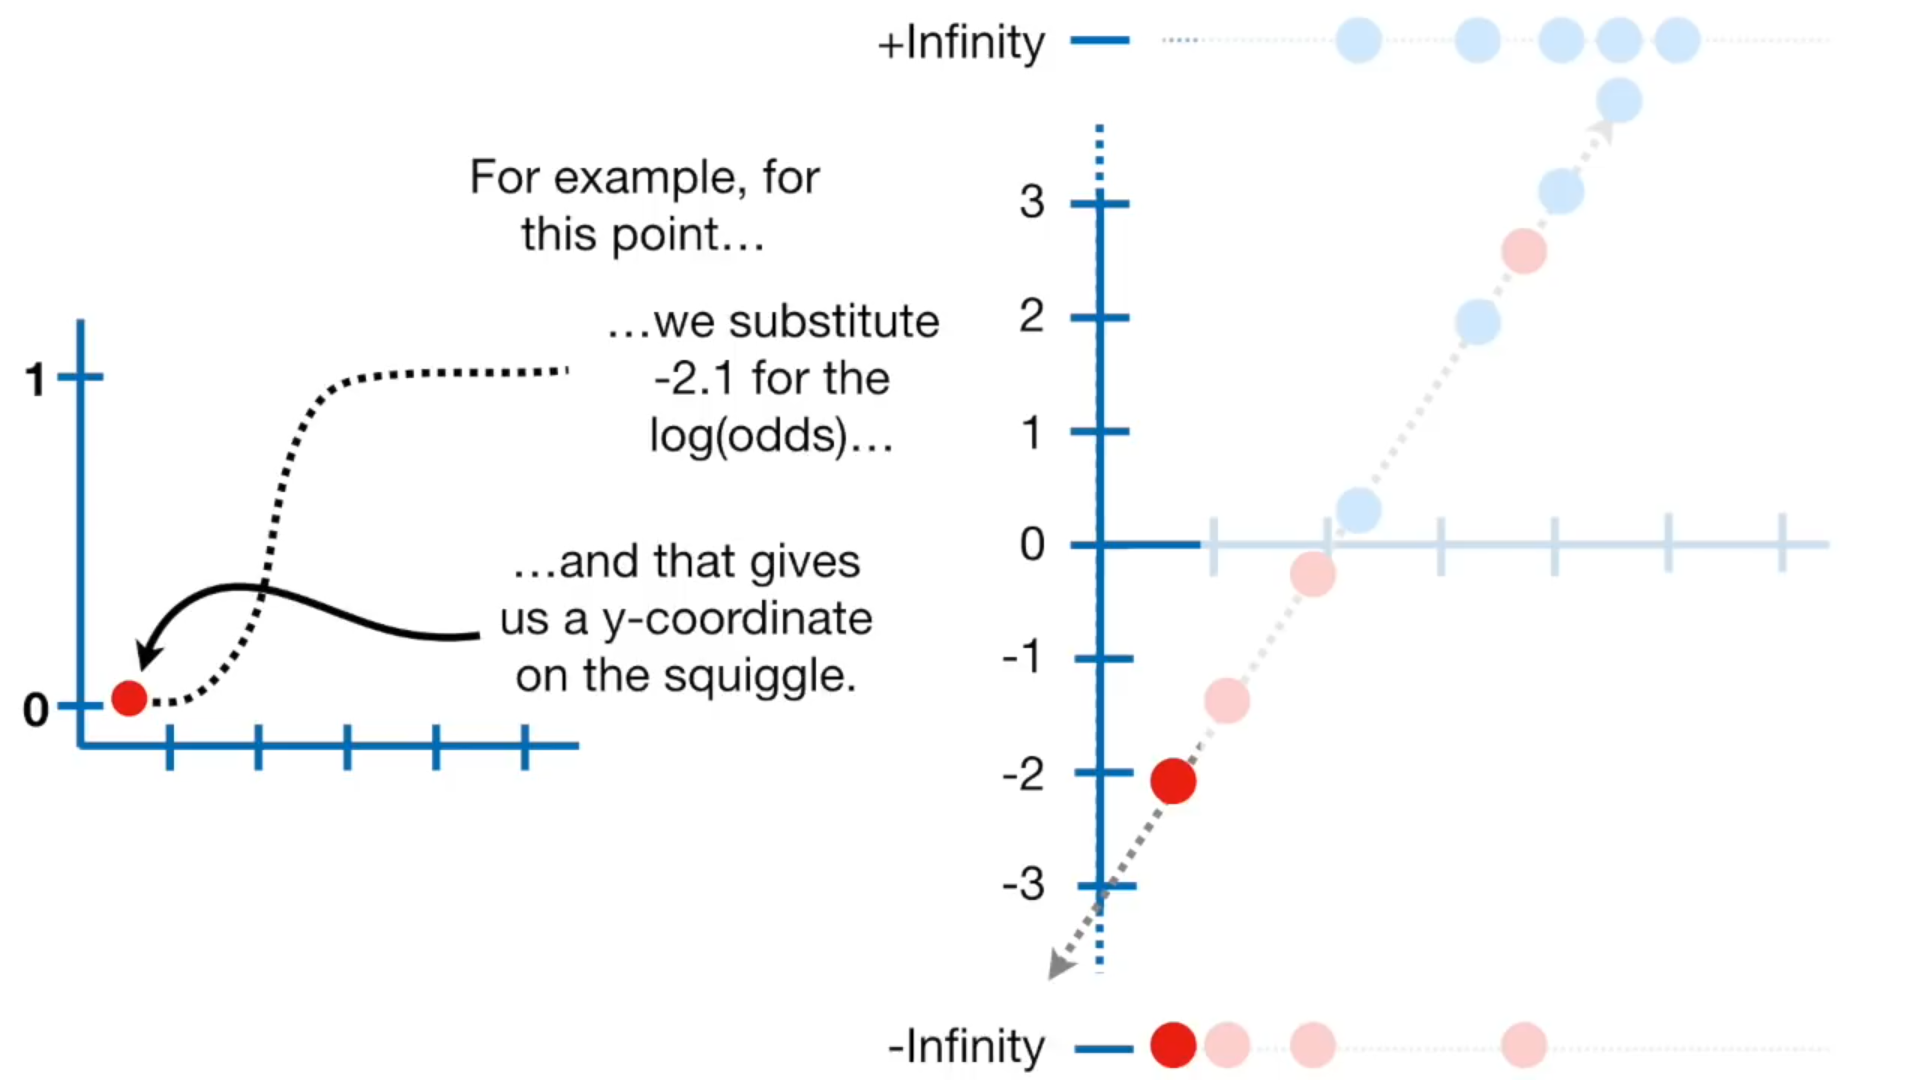 +Infinity
For example, for
this point…
…we substitute
-2.1 for the
log(odds)…
…and that gives
us a y-coordinate
on the squiggle.
1
0
3
2
1
0
-1
-2
-3
-Infinity